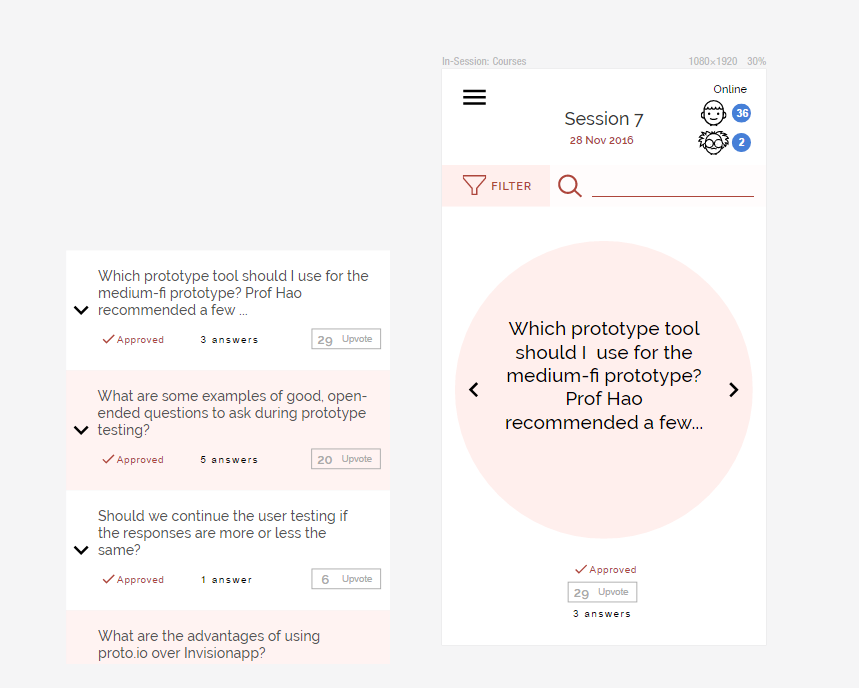 In-Session: Courses 1080×1920 30%
Online
36
Session 7
28 Nov 2016
2
FILTER
Which prototype tool
should I use for the
medium-fi prototype?
Prof Hao
recommended a few...
Approved
29 Upvote
3 answers
Which prototype tool should I use for the
medium-fi prototype? Prof Hao
recommended a few ...
Approved 3 answers 29 Upvote
What are some examples of good, open-
ended questions to ask during prototype
testing?
Approved 5 answers 20 Upvote
Should we continue the user testing if
the responses are more or less the
same?
Approved 1 answer 6 Upvote
What are the advantages of using
proto.io over Invisionapp?